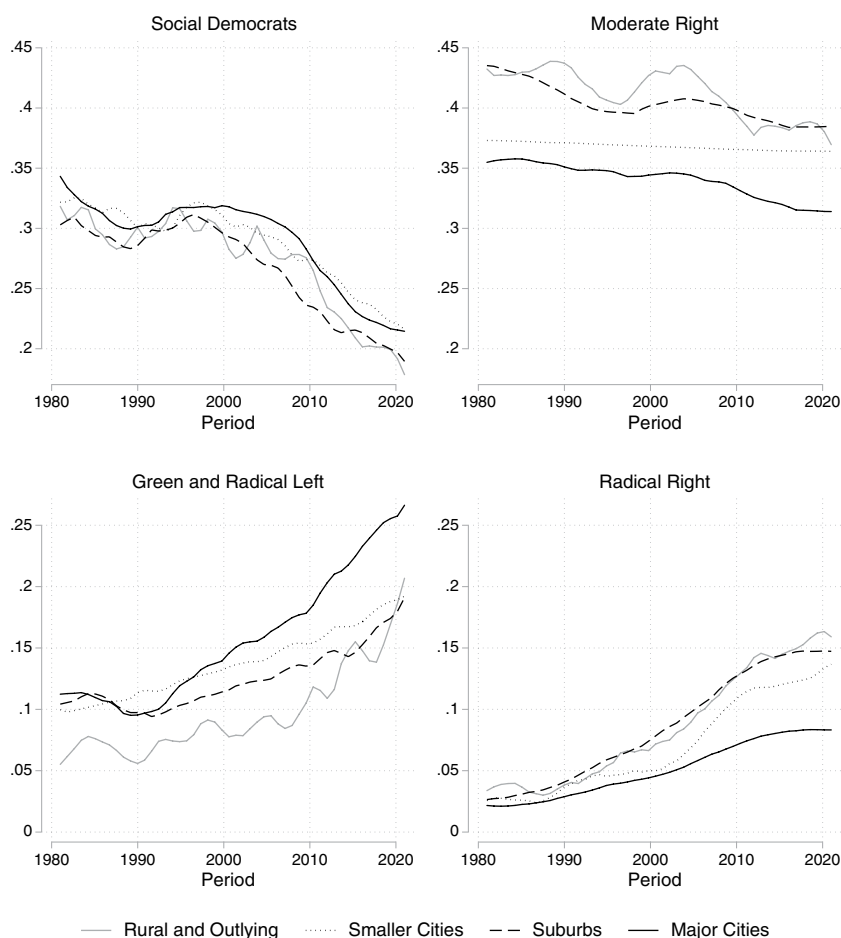 Social Democrats
.45
.4
.35
.3
.25
.2
1980 1990 2000 2010 2020
Period
Moderate Right
.45
.4
.35
.3
.25
.2
1980 1990 2000 2010 2020
Period
Green and Radical Left
.25
.2
.15
.1
.05
0
1980 1990 2000 2010 2020
Period
Radical Right
.25
.2
.15
.1
.05
0
1980 1990 2000 2010 2020
Period
Rural and Outlying Smaller Cities Suburbs Major Cities